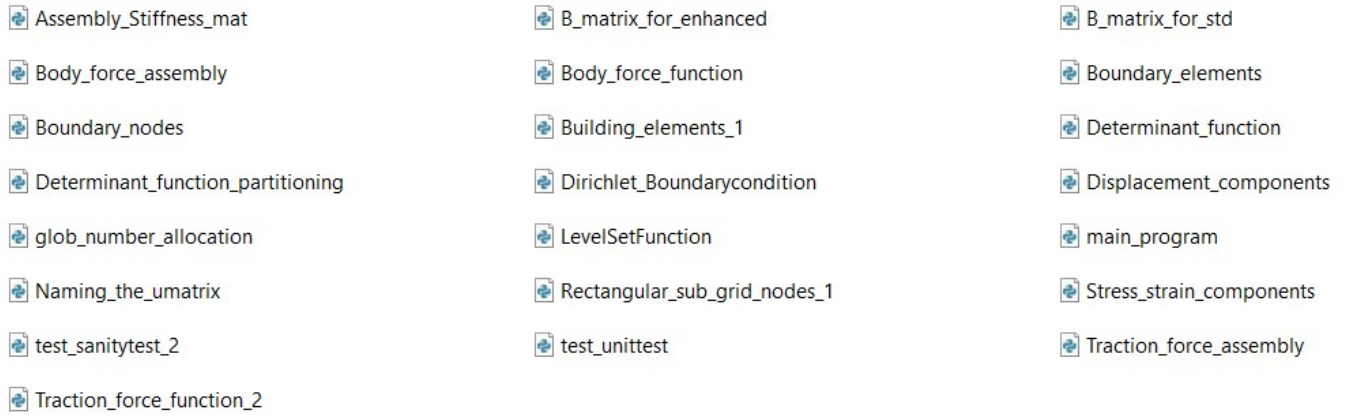 Assembly_Stiffness_mat
B_matrix_for_enhanced
B_matrix_for_std
Body_force_assembly
Body_force_function
Boundary_elements
Boundary_nodes
Building_elements_1
Determinant_function
Determinant_function_partitioning
Dirichlet_Boundarycondition
Displacement_components
glob_number_allocation
LevelSetFunction
main_program
Naming_the_umatrix
Rectangular_sub_grid_nodes_1
Stress_strain_components
test_sanitytest_2
test_unittest
Traction_force_assembly
Traction_force_function_2